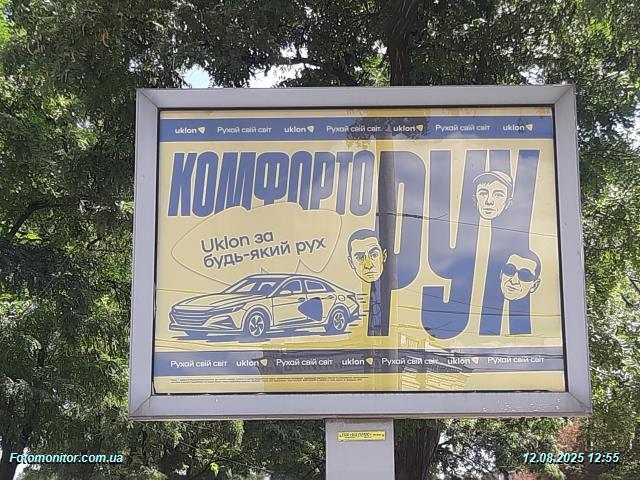 uklon Рухай свій світ uklon Рухай свій світ uklon Рухай свій світ uklon
КОМФОРТО
РУХ
Uklon за
будь-який рух
Рухай свій світ uklon Рухай свій світ uklon Рухай свій світ uklon Рухай свій світ
Fotomonitor.com.ua
12.08.2025 12:55